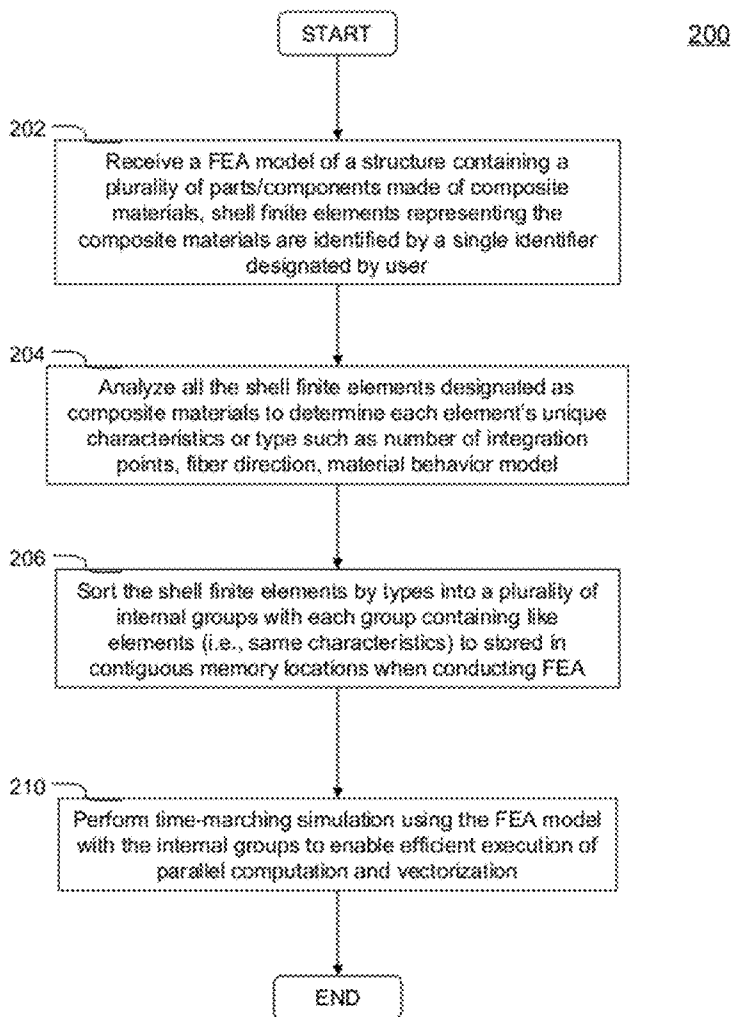 START
200
202
Receive a FEA model of a structure containing a
plurality of parts/components made of composite
materials, shell finite elements representing the
composite materials are identified by a single identifier
designated by user
204
Analyze all the shell finite elements designated as
composite materials to determine each element's unique
characteristics or type such as number of integration
points, fiber direction, material behavior model
206
Sort the shell finite elements by types into a plurality of
internal groups with each group containing like
elements (i.e., same characteristics) to stored in
contiguous memory locations when conducting FEA
210
Perform time-marching simulation using the FEA model
with the internal groups to enable efficient execution of
parallel computation and vectorization
END